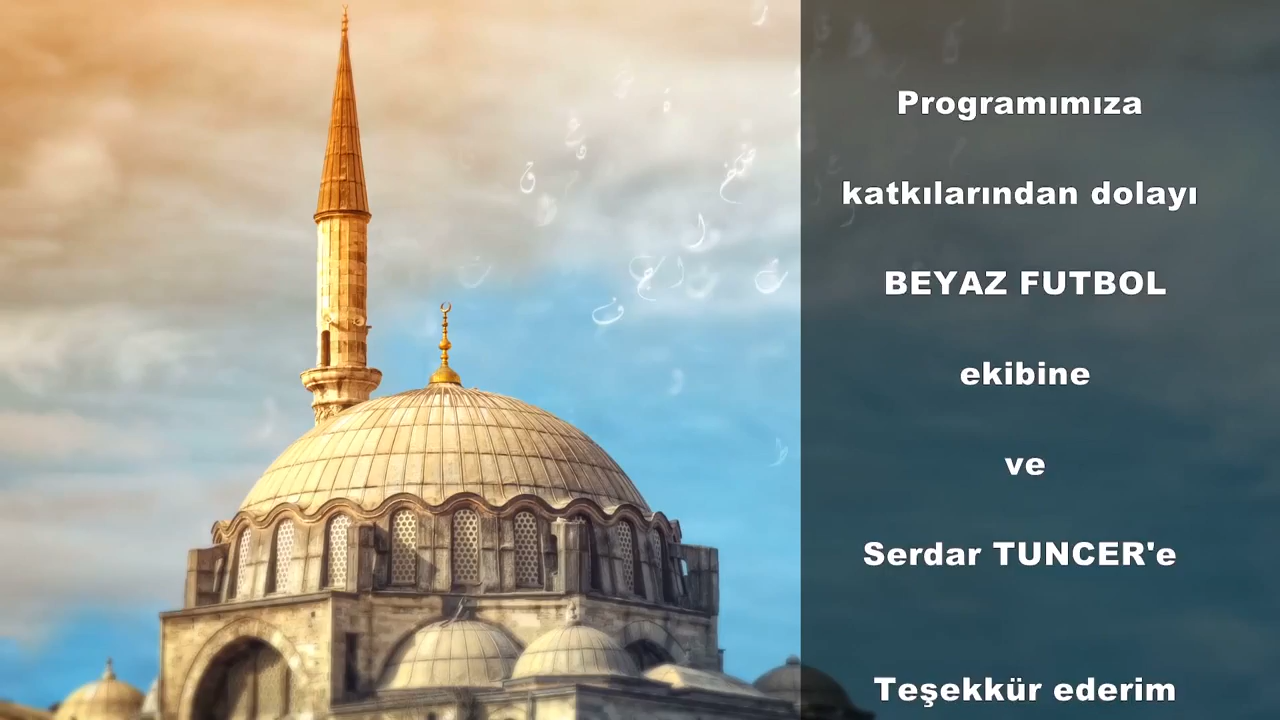 Programımıza
katkılarından dolayı
BEYAZ FUTBOL
ekibine
ve
Serdar TUNCER'e
Teşekkür ederim